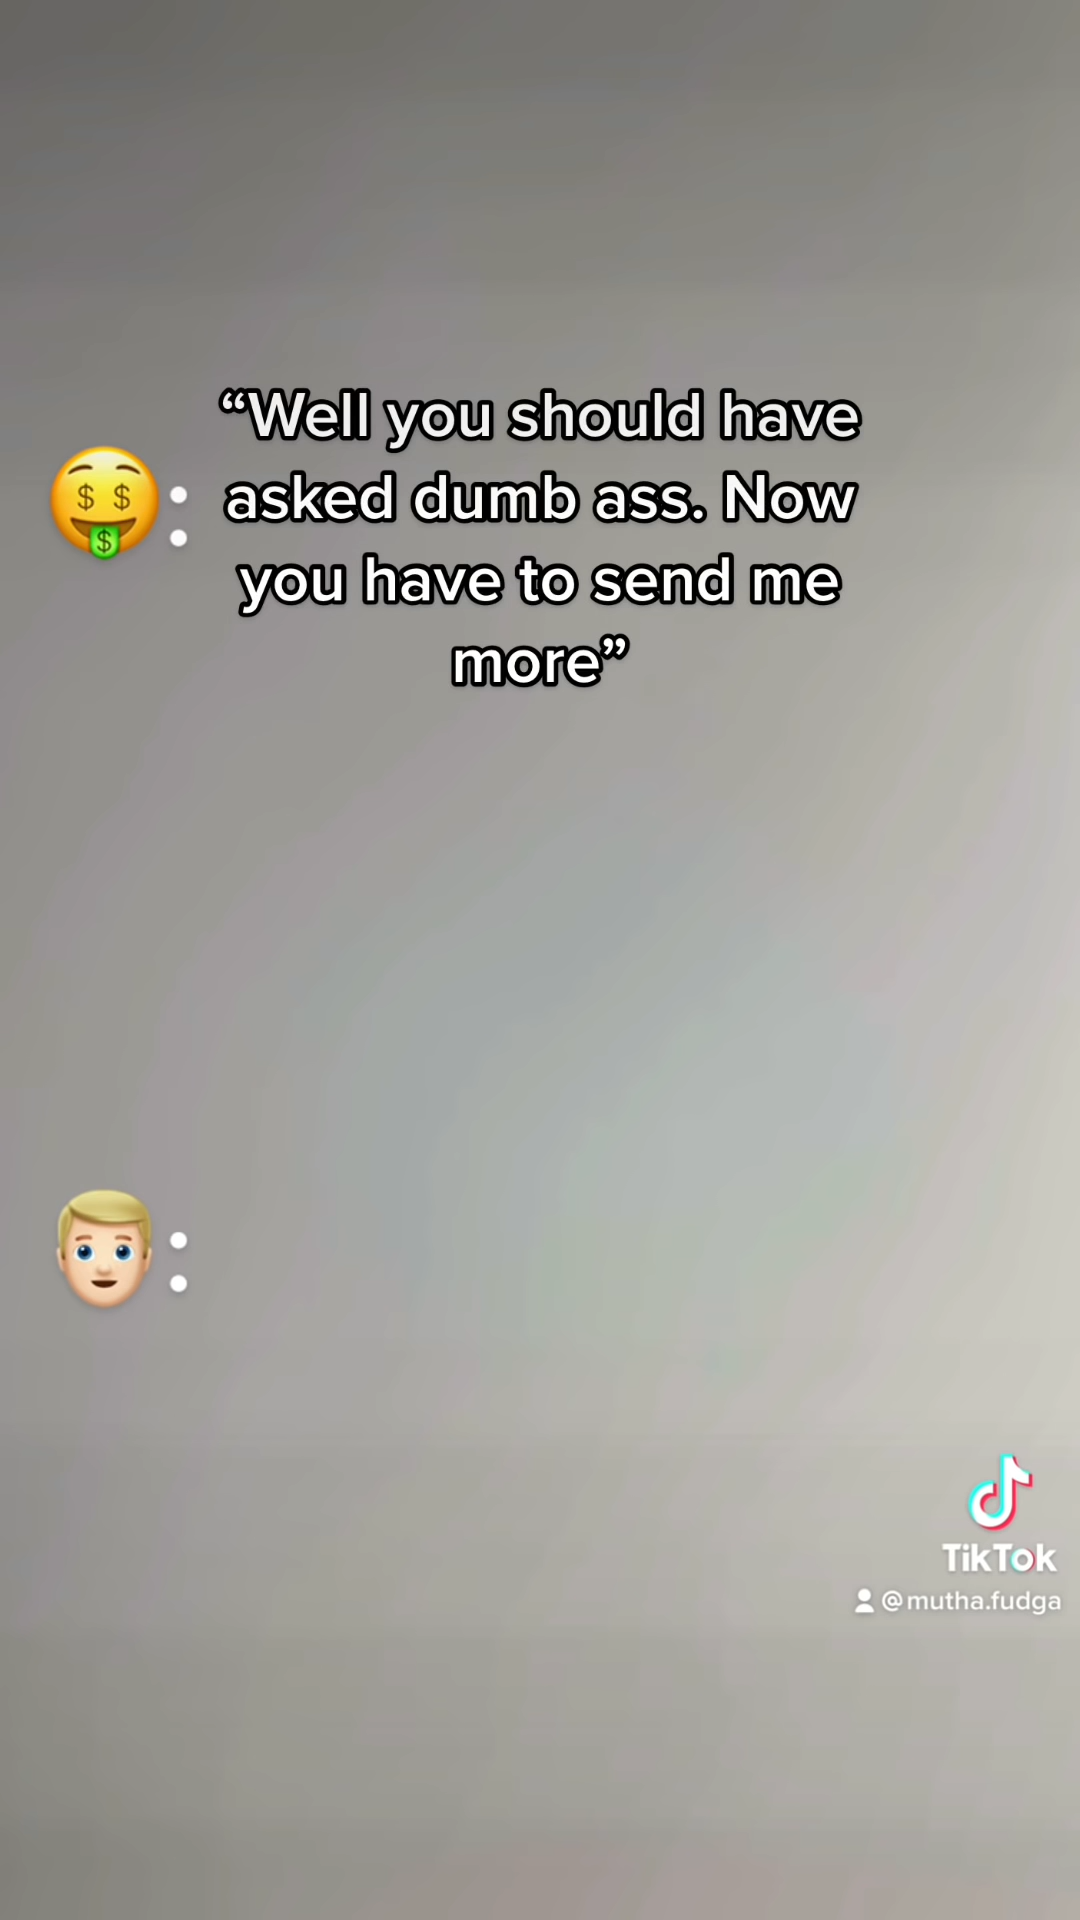 “Well you should have
asked dumb ass. Now
you have to send me
more”
:
:
TikTok
@mutha.fudga